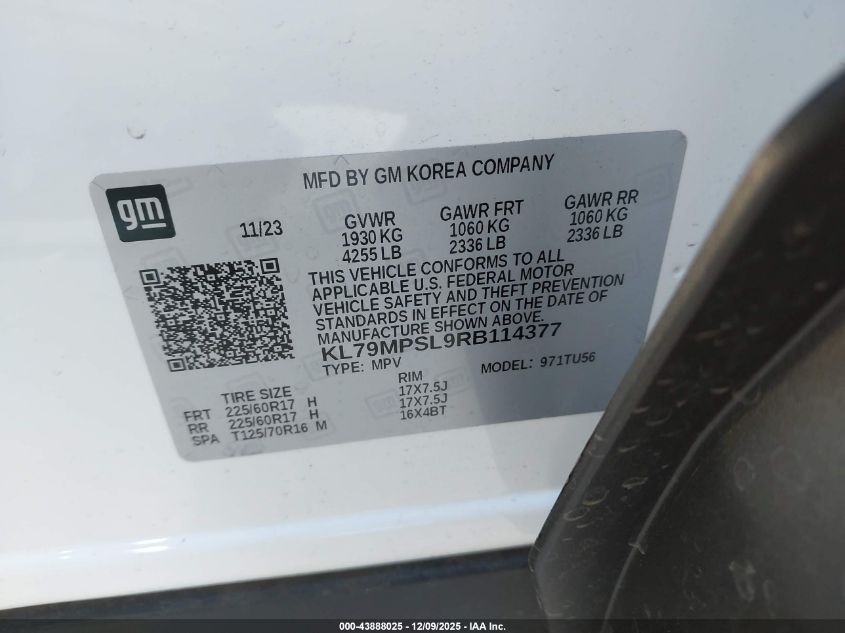 gm
MFD BY GM KOREA COMPANY
11/23
GVWR
1930 KG
4255 LB
GAWR FRT
1060 KG
2336 LB
GAWR RR
1060 KG
2336 LB
THIS VEHICLE CONFORMS TO ALL
APPLICABLE U.S. FEDERAL MOTOR
VEHICLE SAFETY AND THEFT PREVENTION
STANDARDS IN EFFECT ON THE DATE OF
MANUFACTURE SHOWN ABOVE.
KL79MPSL9RB114377
TYPE: MPV MODEL: 971TU56
TIRE SIZE RIM
FRT 225/60R17 H 17X7.5J
RR 225/60R17 H 17X7.5J
SPA T125/70R16 M 16X4BT
000-43888025 - 12/09/2025 - IAA Inc.